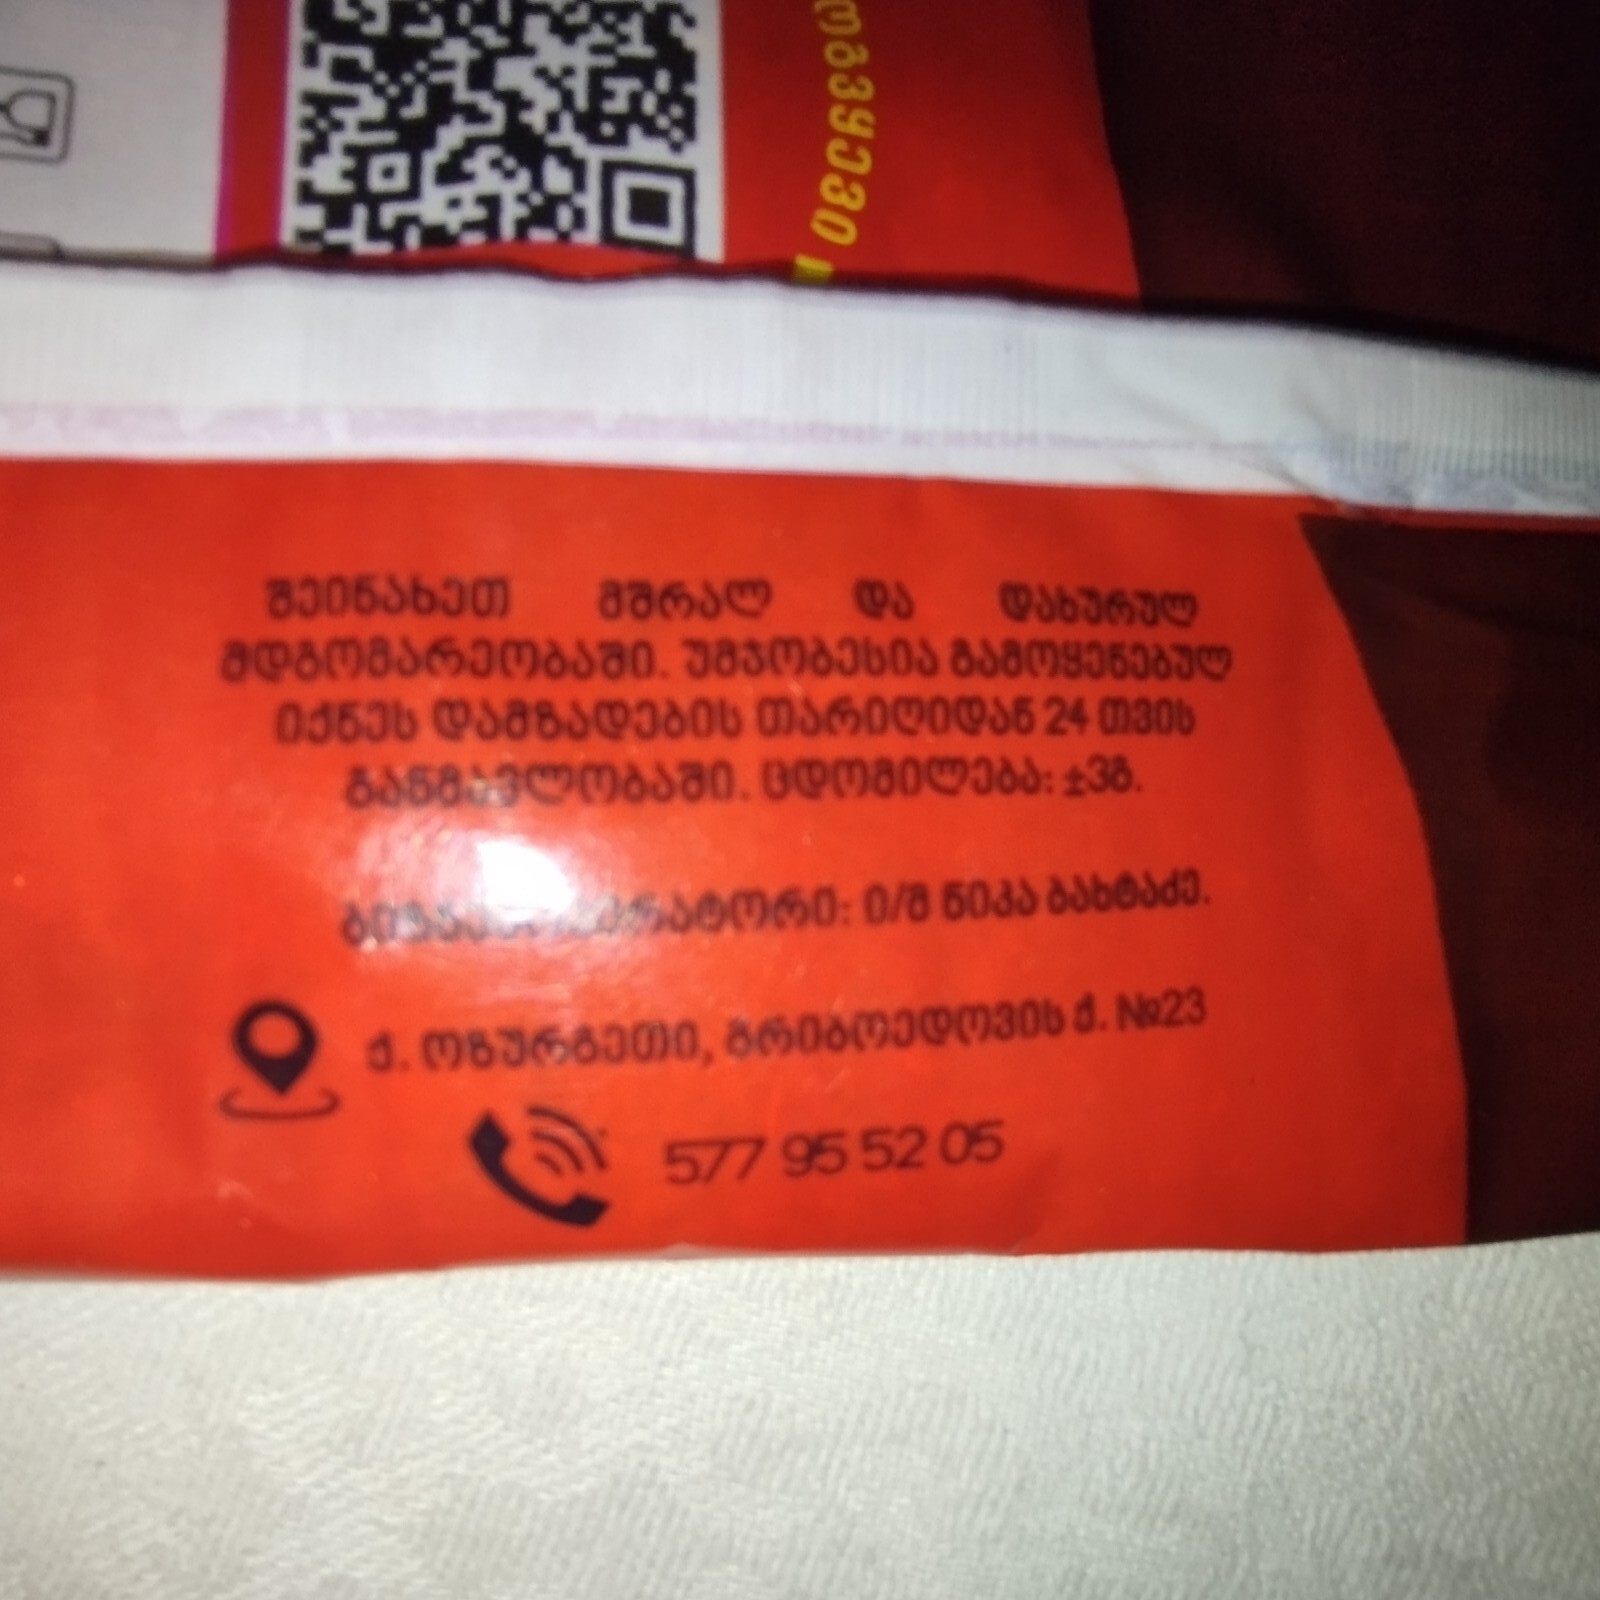 შეინახეთ მშრალ და დახურულ
მდგომარეობაში. უმჯობესია გამოყენებულ
იქნეს დამზადების თარიღიდან 24 თვის
განმავლობაში. ცდომილება: ±3გ.
ბიზნესოპერატორი: ი/მ ნიკა ბახტაძე.
ქ. ოზურგეთი, გრიბოედოვის ქ. №23
577 95 52 05